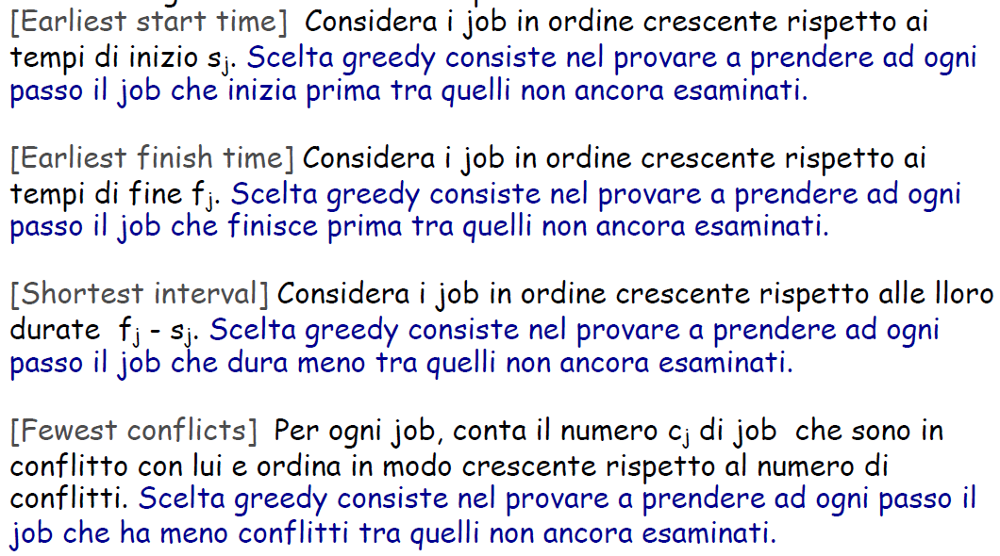 [Earliest start time] Considera i job in ordine crescente rispetto ai
tempi di inizio sj. Scelta greedy consiste nel provare a prendere ad ogni
passo il job che inizia prima tra quelli non ancora esaminati.
[Earliest finish time] Considera i job in ordine crescente rispetto ai
tempi di fine fj. Scelta greedy consiste nel provare a prendere ad ogni
passo il job che finisce prima tra quelli non ancora esaminati.
[Shortest interval] Considera i job in ordine crescente rispetto alle lloro
durate fj - sj. Scelta greedy consiste nel provare a prendere ad ogni
passo il job che dura meno tra quelli non ancora esaminati.
[Fewest conflicts] Per ogni job, conta il numero cj di job che sono in
conflitto con lui e ordina in modo crescente rispetto al numero di
conflitti. Scelta greedy consiste nel provare a prendere ad ogni passo il
job che ha meno conflitti tra quelli non ancora esaminati.